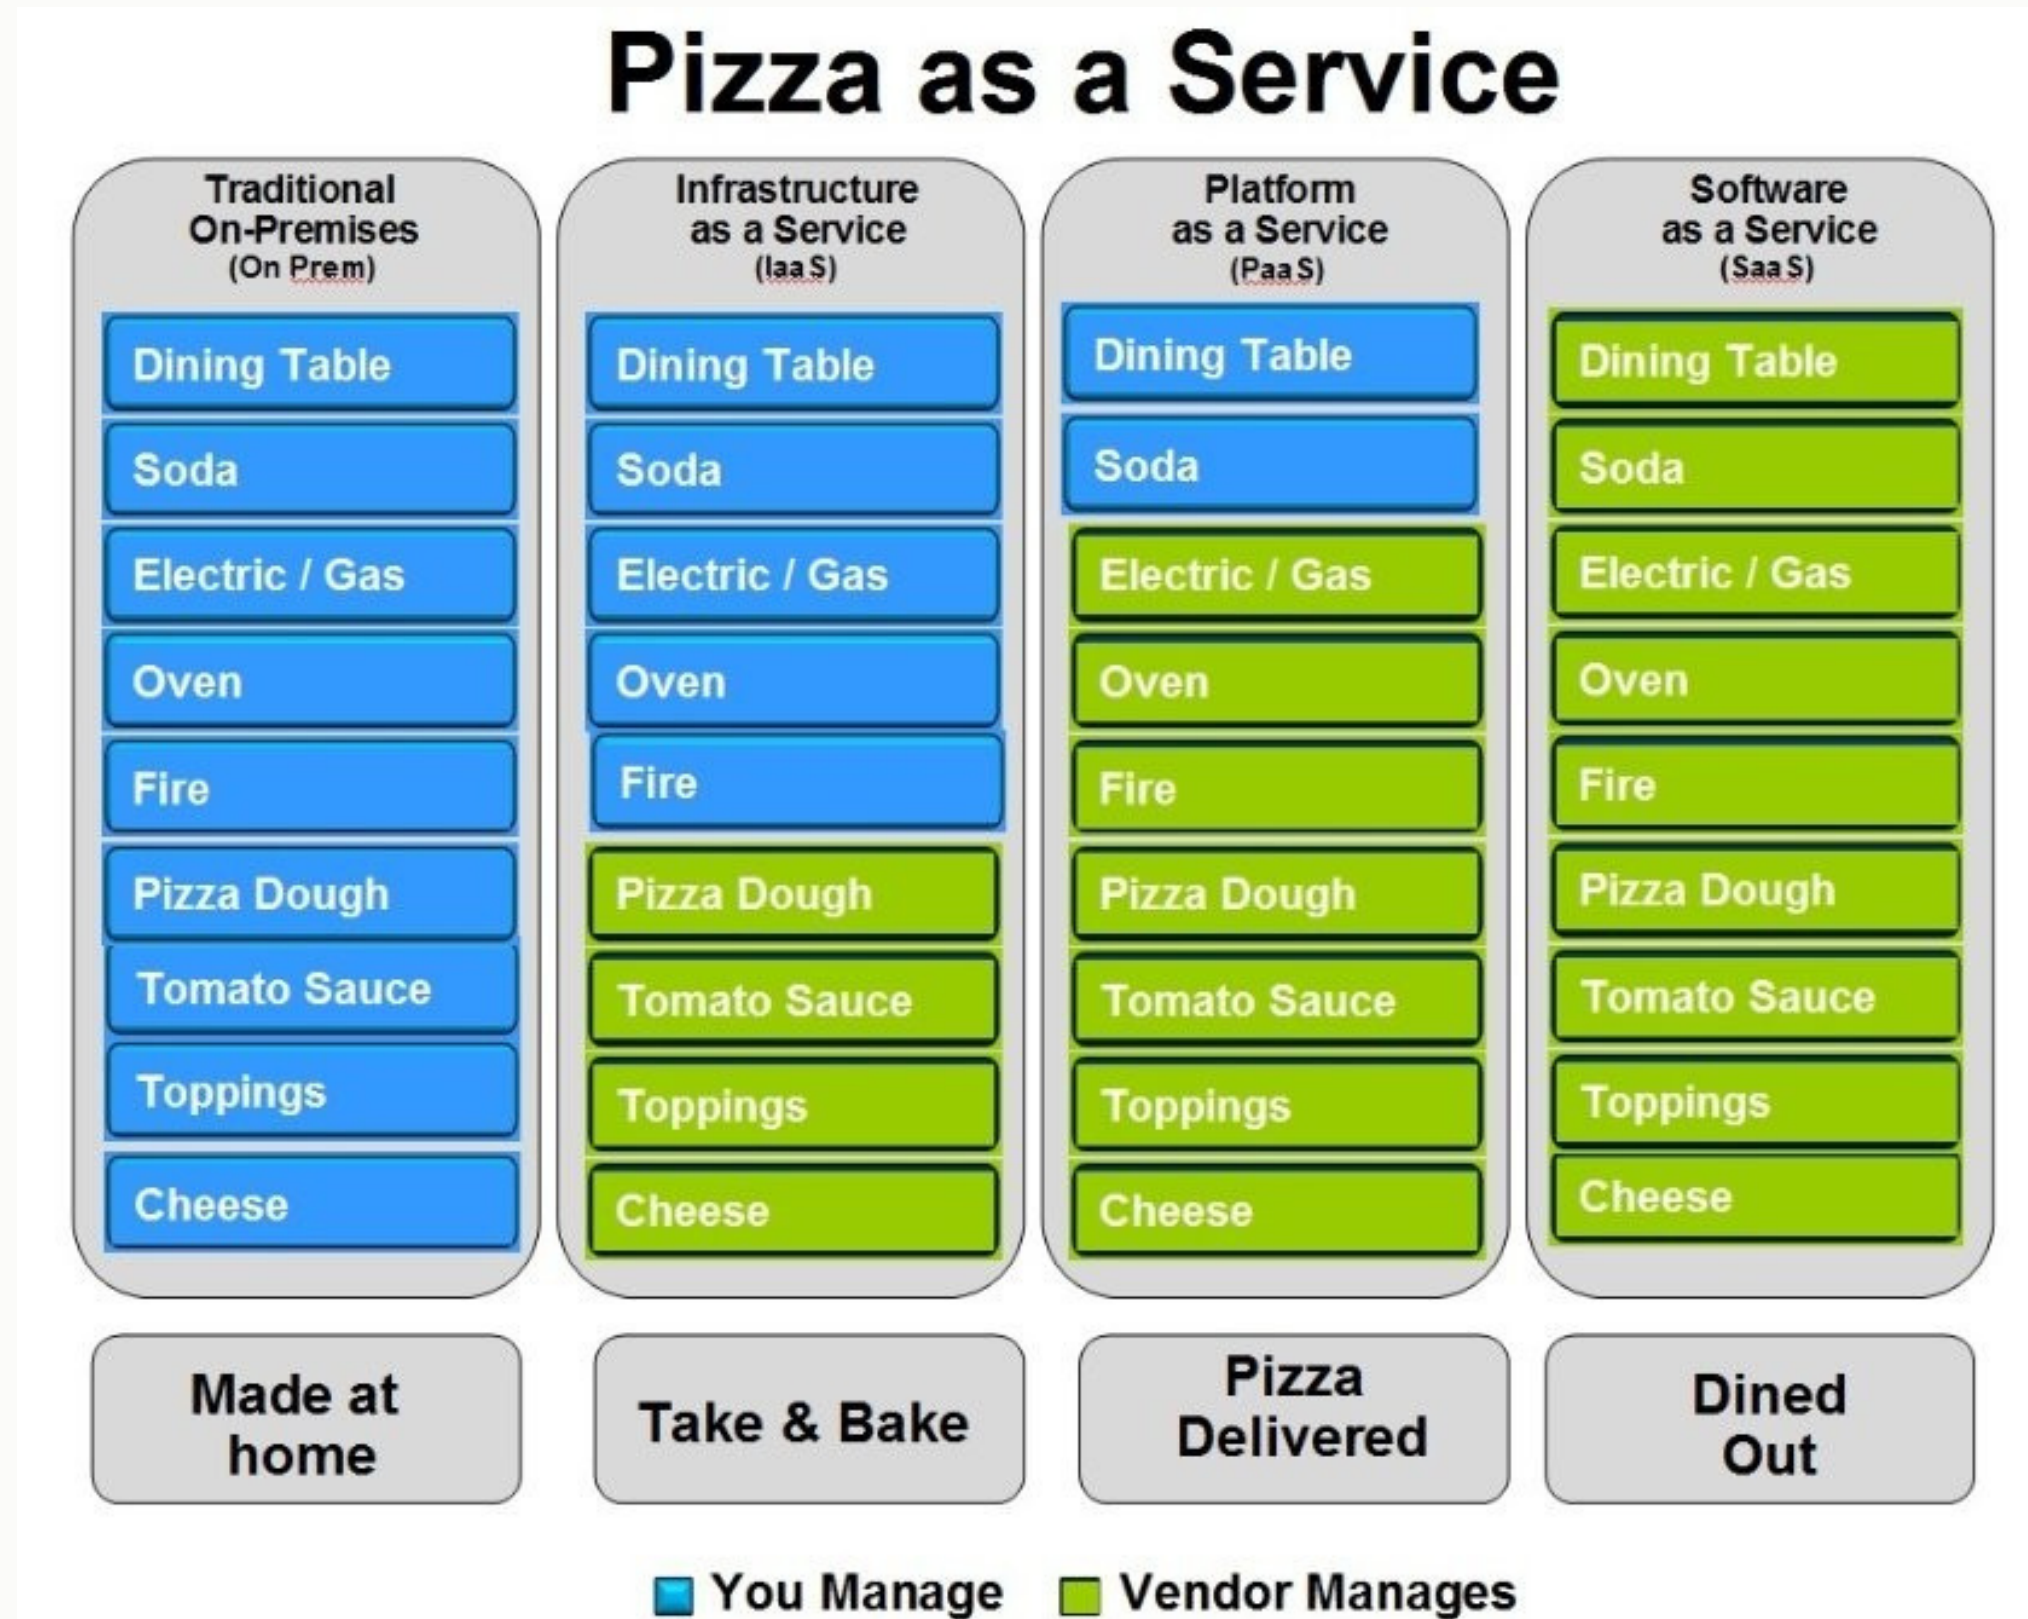 Pizza as a Service
Traditional
On-Premises
(On Prem)
Dining Table
Soda
Electric / Gas
Oven
Fire
Pizza Dough
Tomato Sauce
Toppings
Cheese
Made at
home
Infrastructure
as a Service
(IaaS)
Dining Table
Soda
Electric / Gas
Oven
Fire
Pizza Dough
Tomato Sauce
Toppings
Cheese
Take & Bake
Platform
as a Service
(PaaS)
Dining Table
Soda
Electric / Gas
Oven
Fire
Pizza Dough
Tomato Sauce
Toppings
Cheese
Pizza
Delivered
Software
as a Service
(SaaS)
Dining Table
Soda
Electric / Gas
Oven
Fire
Pizza Dough
Tomato Sauce
Toppings
Cheese
Dined
Out
You Manage
Vendor Manages